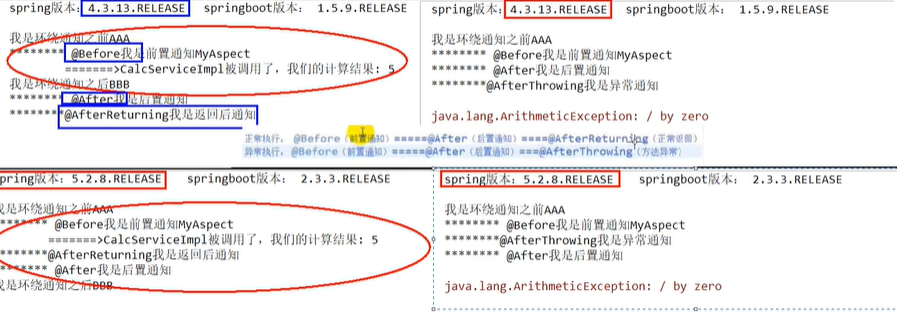 spring版本：4.3.13.RELEASE springboot版本： 1.5.9.RELEASE
我是环绕通知之前AAA
******** @Before我是前置通知MyAspect
=======>CalcServiceImpl被调用了，我们的计算结果：5
我是环绕通知之后BBB
******** @After我是后置通知
********@AfterReturning我是返回后通知
spring版本：4.3.13.RELEASE springboot版本： 1.5.9.RELEASE
我是环绕通知之前AAA
******** @Before我是前置通知MyAspect
******** @After我是后置通知
********@AfterThrowing我是异常通知
java.lang.ArithmeticException: / by zero
正常执行： @Before（前置通知）=====@After（后置通知）====@AfterReturning（正常返回）
异常执行：@Before（前置通知）=====@After（后置通知）===@AfterThrowing（方法异常）
spring版本：5.2.8.RELEASE springboot版本： 2.3.3.RELEASE
我是环绕通知之前AAA
******** @Before我是前置通知MyAspect
=======>CalcServiceImpl被调用了，我们的计算结果：5
********@AfterReturning我是返回后通知
******** @After我是后置通知
我是环绕通知之后BBB
spring版本：5.2.8.RELEASE springboot版本： 2.3.3.RELEASE
我是环绕通知之前AAA
******** @Before我是前置通知MyAspect
********@AfterThrowing我是异常通知
******** @After我是后置通知
java.lang.ArithmeticException: / by zero